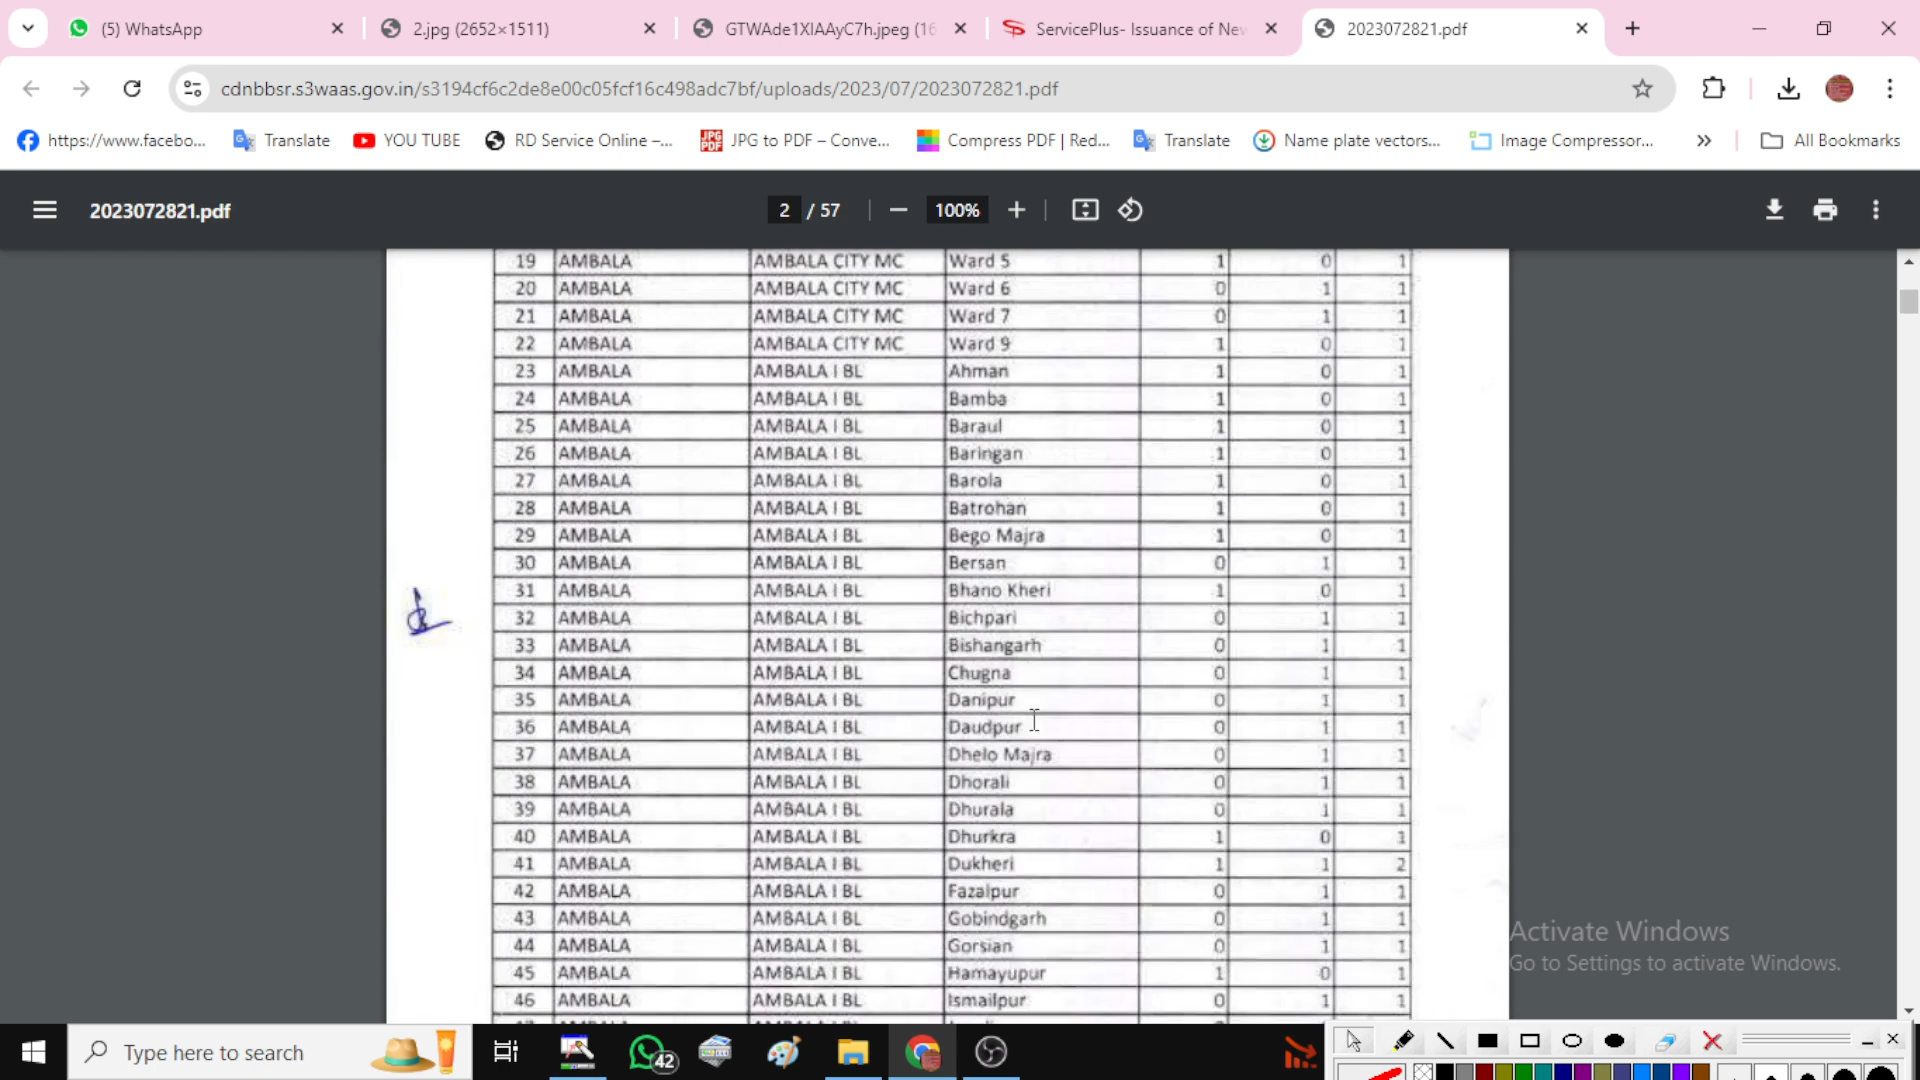 (5) WhatsApp
2.jpg (2652×1511)
GTWAde1XIAAyC7h.jpeg (16
ServicePlus- Issuance of New
2023072821.pdf
cdnbbsr.s3waas.gov.in/s3194cf6c2de8e00c05fcf16c498adc7bf/uploads/2023/07/2023072821.pdf
https://www.facebo...
Translate
YOU TUBE
RD Service Online –...
JPG to PDF – Conve...
Compress PDF | Red...
Translate
Name plate vectors...
Image Compressor...
All Bookmarks
2023072821.pdf
2 / 57
100%
19 AMBALA AMBALA CITY MC Ward 5 1 0 1
20 AMBALA AMBALA CITY MC Ward 6 0 1 1
21 AMBALA AMBALA CITY MC Ward 7 0 1 1
22 AMBALA AMBALA CITY MC Ward 9 1 0 1
23 AMBALA AMBALA I BL Ahman 1 0 1
24 AMBALA AMBALA I BL Bamba 1 0 1
25 AMBALA AMBALA I BL Baraul 1 0 1
26 AMBALA AMBALA I BL Baringan 1 0 1
27 AMBALA AMBALA I BL Barola 1 0 1
28 AMBALA AMBALA I BL Batrohan 1 0 1
29 AMBALA AMBALA I BL Bego Majra 1 0 1
30 AMBALA AMBALA I BL Bersan 0 1 1
31 AMBALA AMBALA I BL Bhano Kheri 1 0 1
32 AMBALA AMBALA I BL Bichpari 0 1 1
33 AMBALA AMBALA I BL Bishangarh 0 1 1
34 AMBALA AMBALA I BL Chugna 0 1 1
35 AMBALA AMBALA I BL Danipur 0 1 1
36 AMBALA AMBALA I BL Daudpur 0 1 1
37 AMBALA AMBALA I BL Dhelo Majra 0 1 1
38 AMBALA AMBALA I BL Dhorali 0 1 1
39 AMBALA AMBALA I BL Dhurala 0 1 1
40 AMBALA AMBALA I BL Dhurkra 1 0 1
41 AMBALA AMBALA I BL Dukheri 1 1 2
42 AMBALA AMBALA I BL Fazalpur 0 1 1
43 AMBALA AMBALA I BL Gobindgarh 0 1 1
44 AMBALA AMBALA I BL Gorsian 0 1 1
45 AMBALA AMBALA I BL Hamayupur 1 0 1
46 AMBALA AMBALA I BL Ismailpur 0 1 1
Activate Windows
Go to Settings to activate Windows.
Type here to search
42